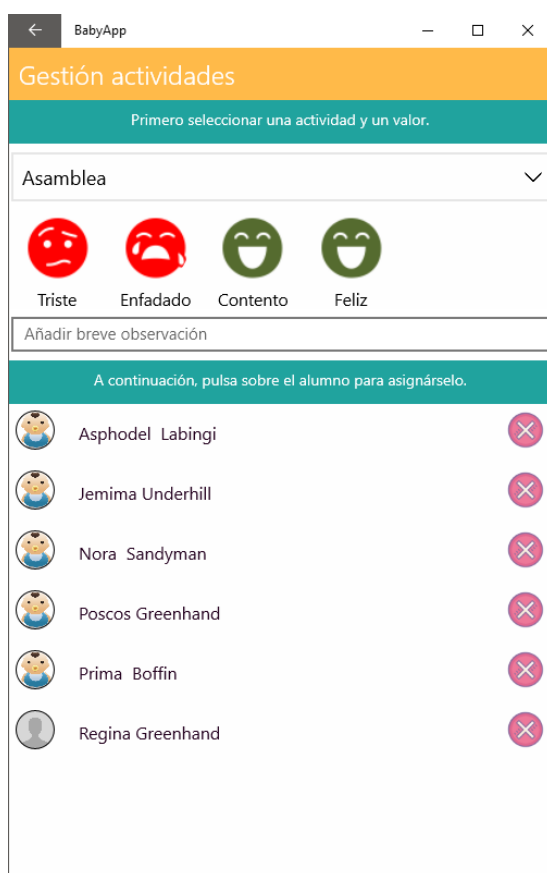 BabyApp
Gestión actividades
Primero seleccionar una actividad y un valor.
Asamblea
Triste Enfadado Contento Feliz
Añadir breve observación
A continuación, pulsa sobre el alumno para asignárselo.
Asphodel Labingi
Jemima Underhill
Nora Sandyman
Poscos Greenhand
Prima Boffin
Regina Greenhand